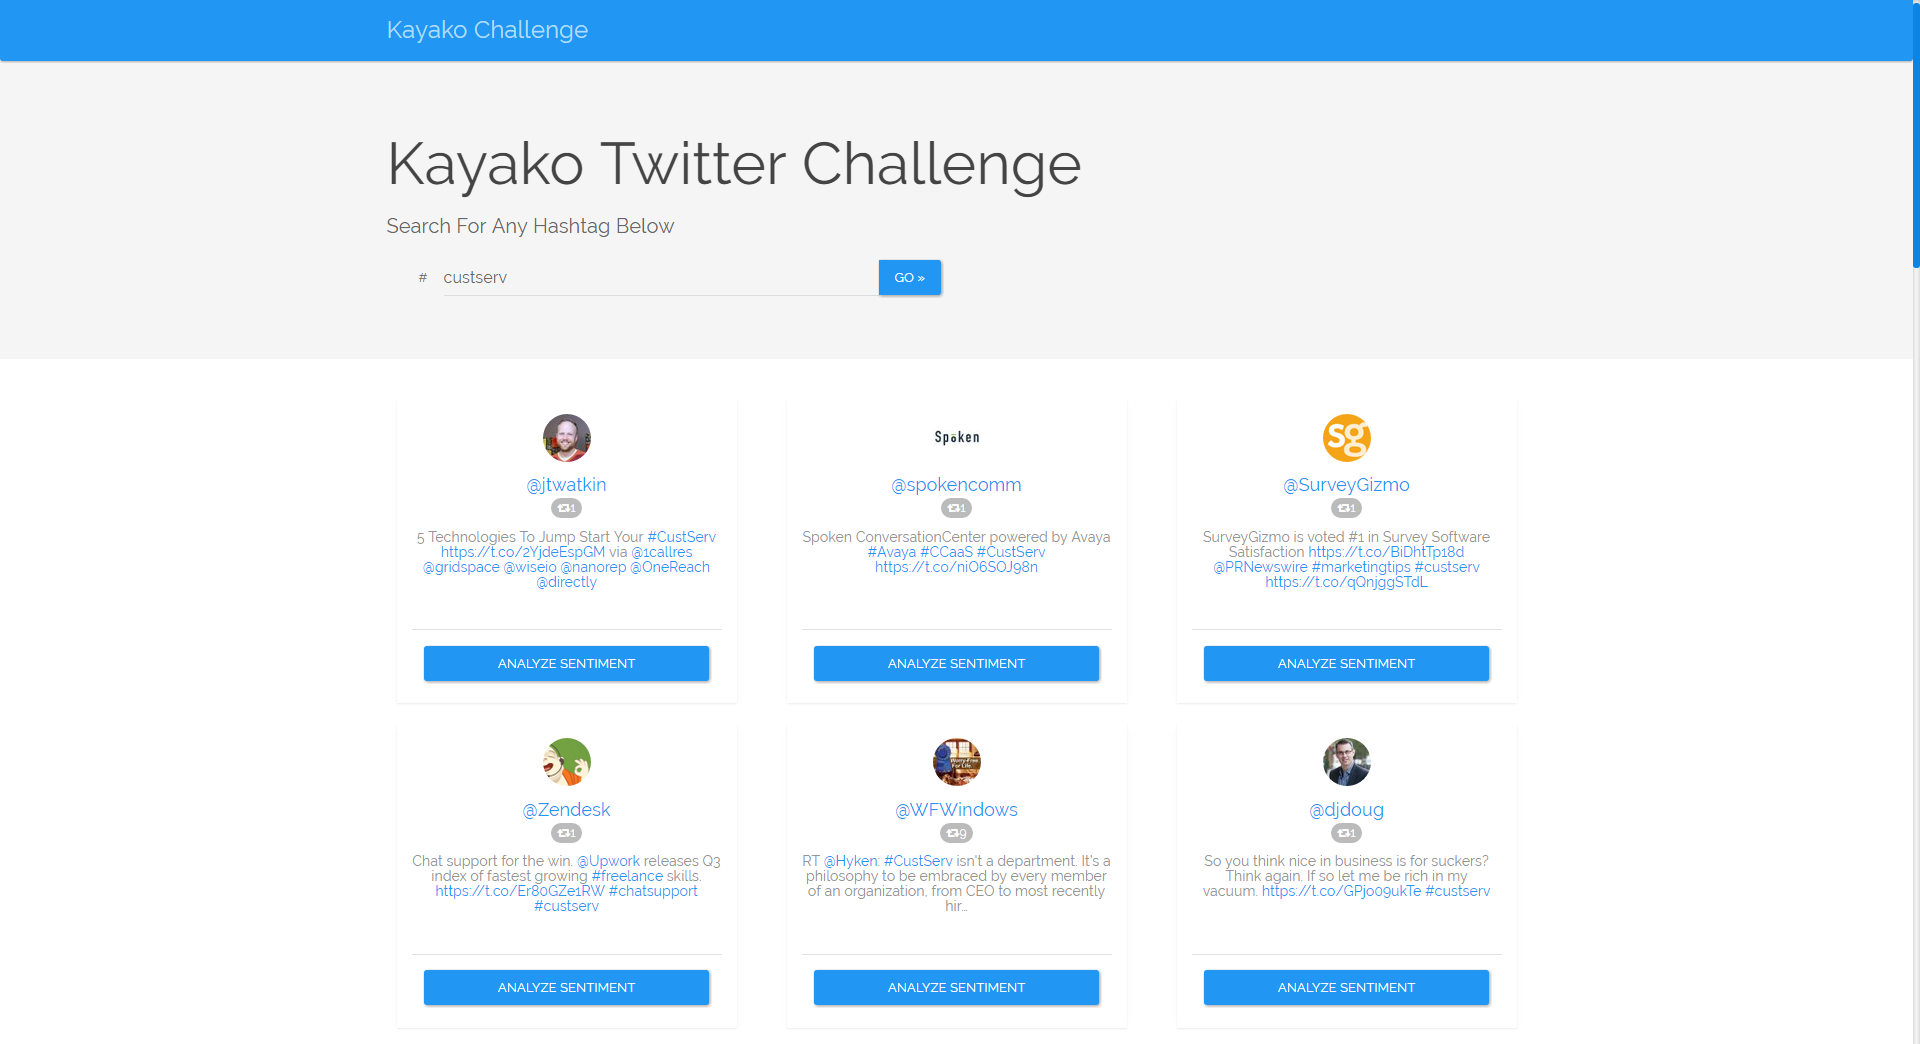 Kayako Challenge
Kayako Twitter Challenge
Search For Any Hashtag Below
# custserv GO »
@jtwatkin
1
5 Technologies To Jump Start Your #CustServ
https://t.co/2YjdeEspGM via @1callres
@gridspace @wiseio @nanorep @OneReach
@directly
ANALYZE SENTIMENT
Spoken
@spokencomm
1
Spoken ConversationCenter powered by Avaya
#Avaya #CCaaS #CustServ
https://t.co/niO6SOJ98n
ANALYZE SENTIMENT
sg
@SurveyGizmo
1
SurveyGizmo is voted #1 in Survey Software
Satisfaction https://t.co/BiDhtTp18d
@PRNewswire #marketingtips #custserv
https://t.co/qQnjggSTdL
ANALYZE SENTIMENT
@Zendesk
1
Chat support for the win. @Upwork releases Q3
index of fastest growing #freelance skills.
https://t.co/Er80GZe1RW #chatsupport
#custserv
ANALYZE SENTIMENT
Worry-Free
For Life.
@WFWindows
9
RT @Hyken: #CustServ isn't a department. It's a
philosophy to be embraced by every member
of an organization, from CEO to most recently
hir…
ANALYZE SENTIMENT
@djdoug
1
So you think nice in business is for suckers?
Think again. If so let me be rich in my
vacuum. https://t.co/GPjo09ukTe #custserv
ANALYZE SENTIMENT